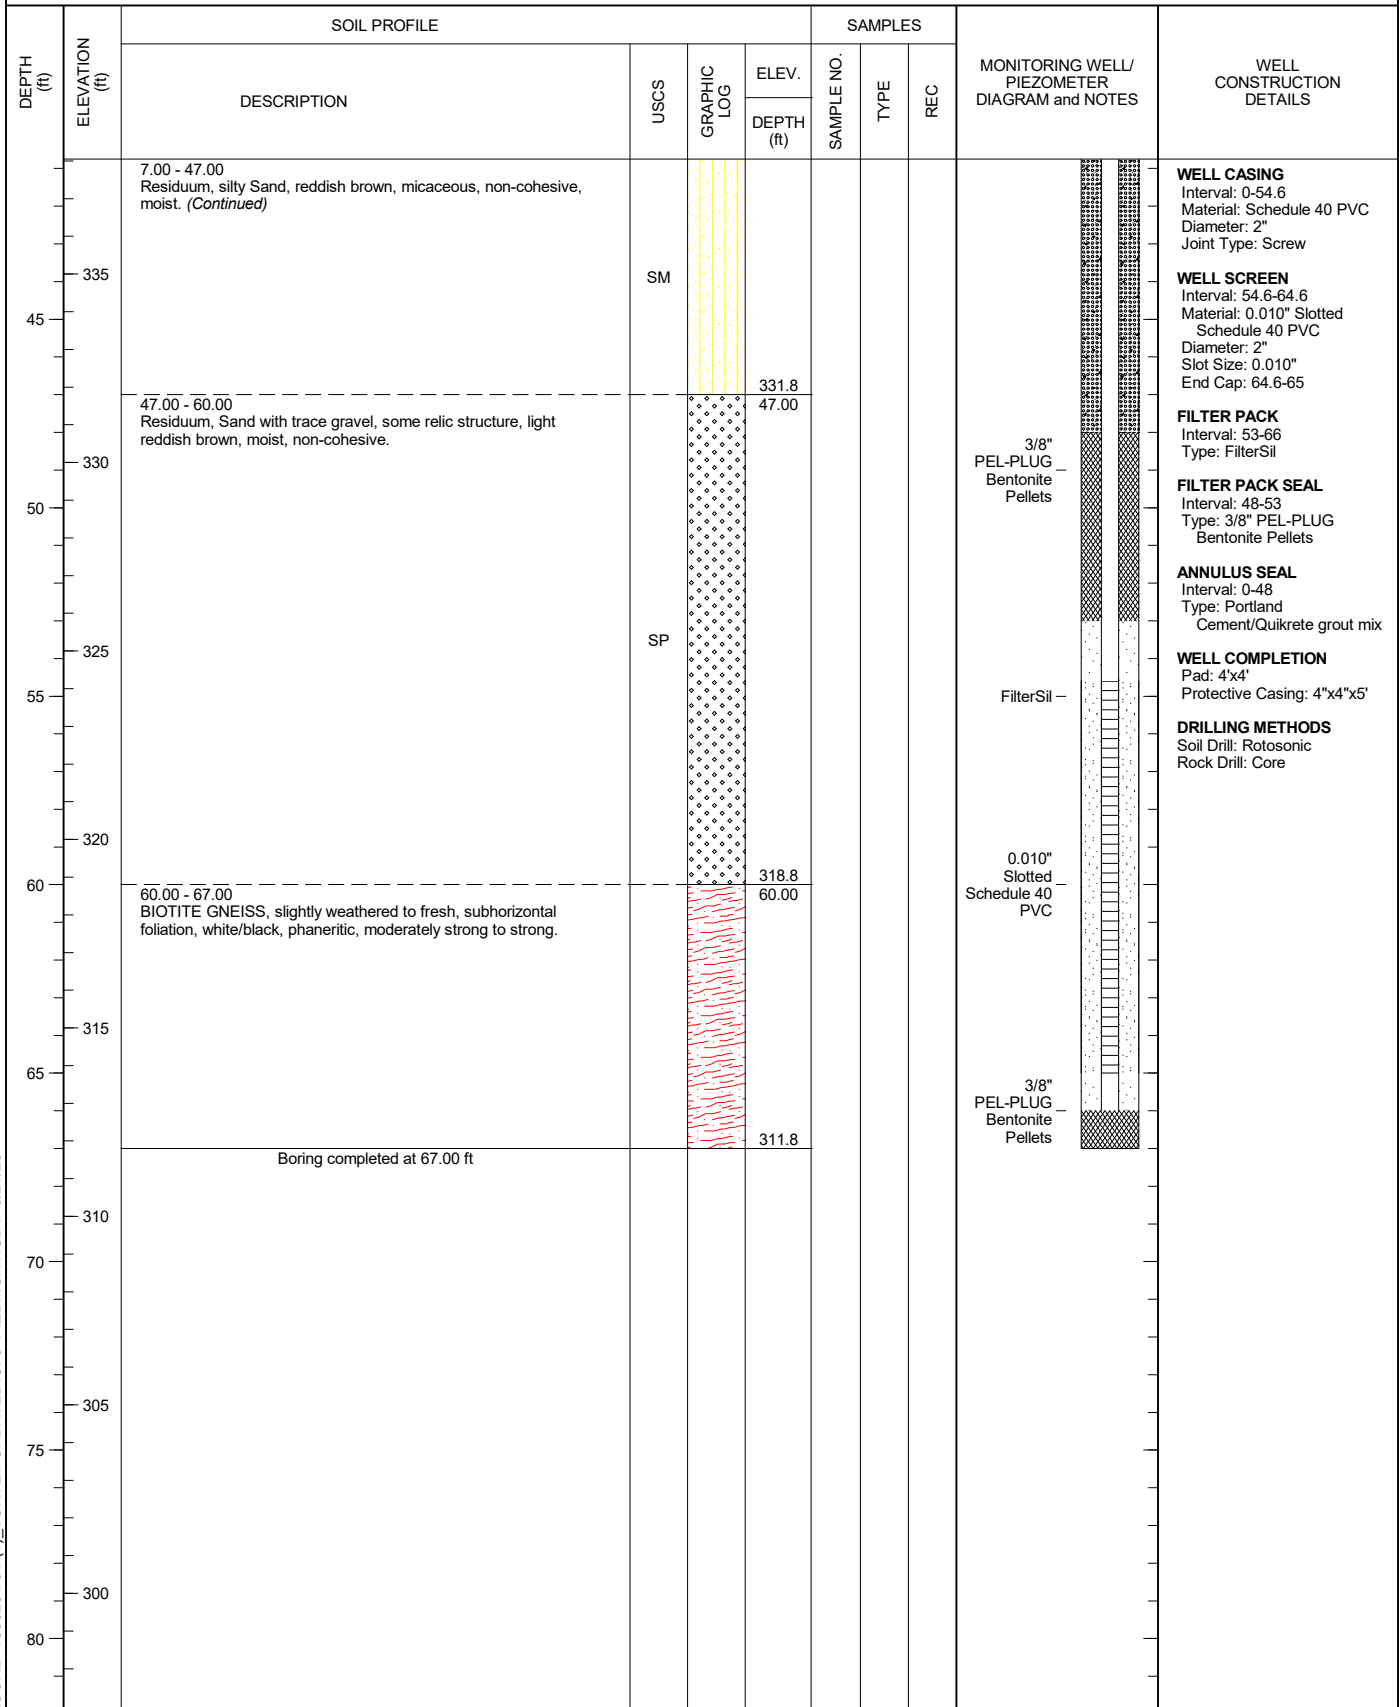 DEPTH
(ft)
ELEVATION
(ft)
SOIL PROFILE
DESCRIPTION
USCS
GRAPHIC
LOG
ELEV.
DEPTH
(ft)
SAMPLES
SAMPLE NO.
TYPE
REC
MONITORING WELL/
PIEZOMETER
DIAGRAM and NOTES
WELL
CONSTRUCTION
DETAILS
7.00 - 47.00
Residuum, silty Sand, reddish brown, micaceous, non-cohesive,
moist. (Continued)
SM
331.8
47.00
47.00 - 60.00
Residuum, Sand with trace gravel, some relic structure, light
reddish brown, moist, non-cohesive.
SP
318.8
60.00
60.00 - 67.00
BIOTITE GNEISS, slightly weathered to fresh, subhorizontal
foliation, white/black, phaneritic, moderately strong to strong.
311.8
Boring completed at 67.00 ft
45
50
55
60
65
70
75
80
335
330
325
320
315
310
305
300
3/8"
PEL-PLUG
Bentonite
Pellets
FilterSil
0.010"
Slotted
Schedule 40
PVC
3/8"
PEL-PLUG
Bentonite
Pellets
WELL CASING
Interval: 0-54.6
Material: Schedule 40 PVC
Diameter: 2"
Joint Type: Screw
WELL SCREEN
Interval: 54.6-64.6
Material: 0.010" Slotted
Schedule 40 PVC
Diameter: 2"
Slot Size: 0.010"
End Cap: 64.6-65
FILTER PACK
Interval: 53-66
Type: FilterSil
FILTER PACK SEAL
Interval: 48-53
Type: 3/8" PEL-PLUG
Bentonite Pellets
ANNULUS SEAL
Interval: 0-48
Type: Portland
Cement/Quikrete grout mix
WELL COMPLETION
Pad: 4'x4'
Protective Casing: 4"x4"x5'
DRILLING METHODS
Soil Drill: Rotosonic
Rock Drill: Core